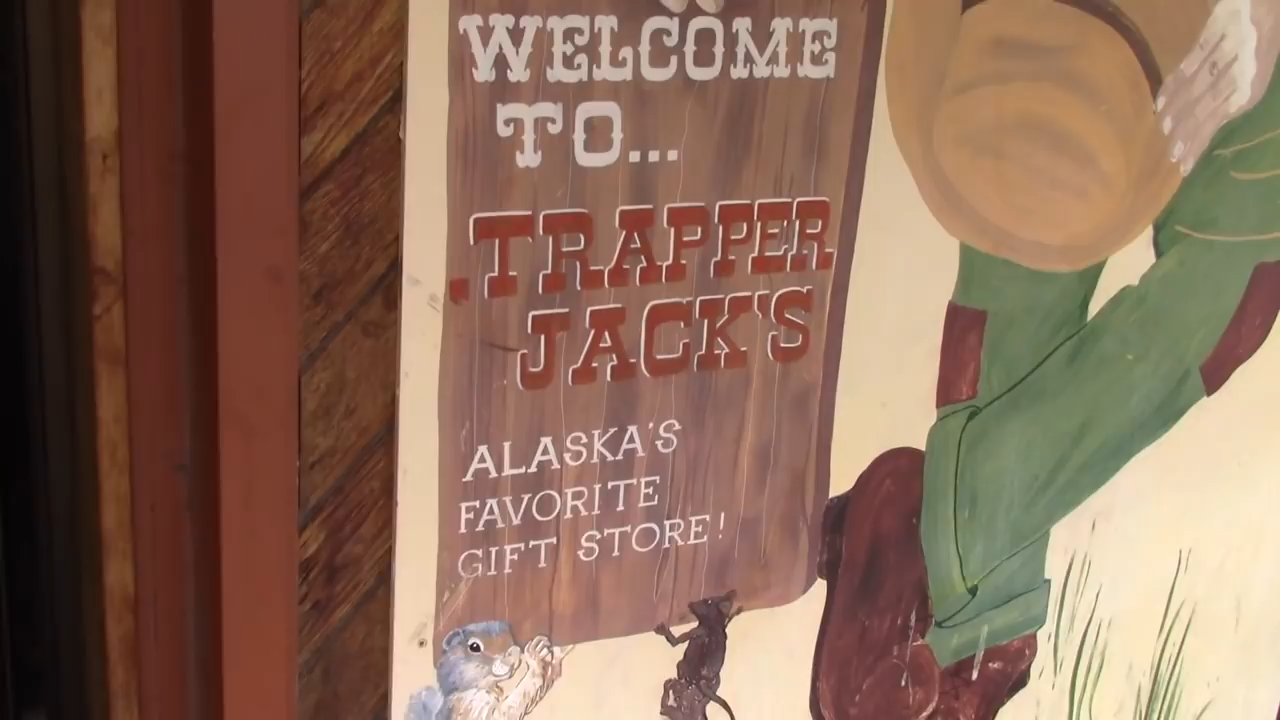 WELCOME
TO...
TRAPPER
JACK'S
ALASKA'S
FAVORITE
GIFT STORE!